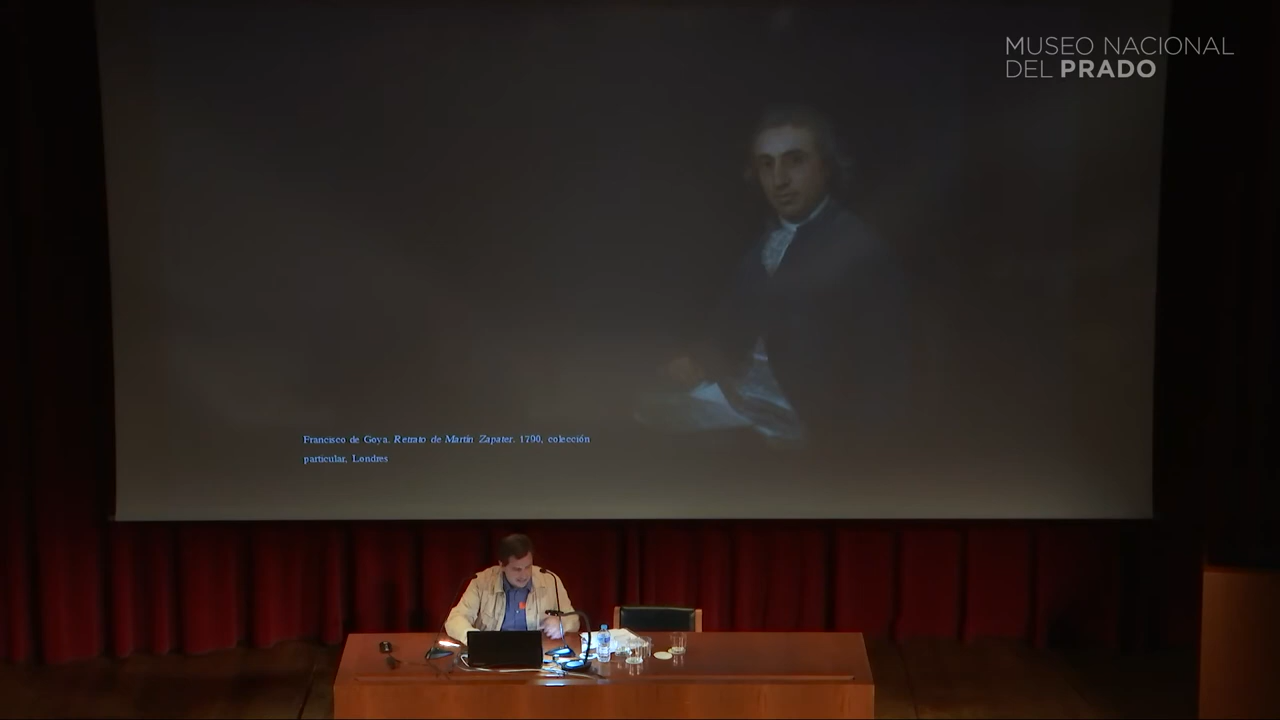 MUSEO NACIONAL
DEL PRADO
Francisco de Goya. Retrato de Martín Zapater. 1790, colección
particular, Londres